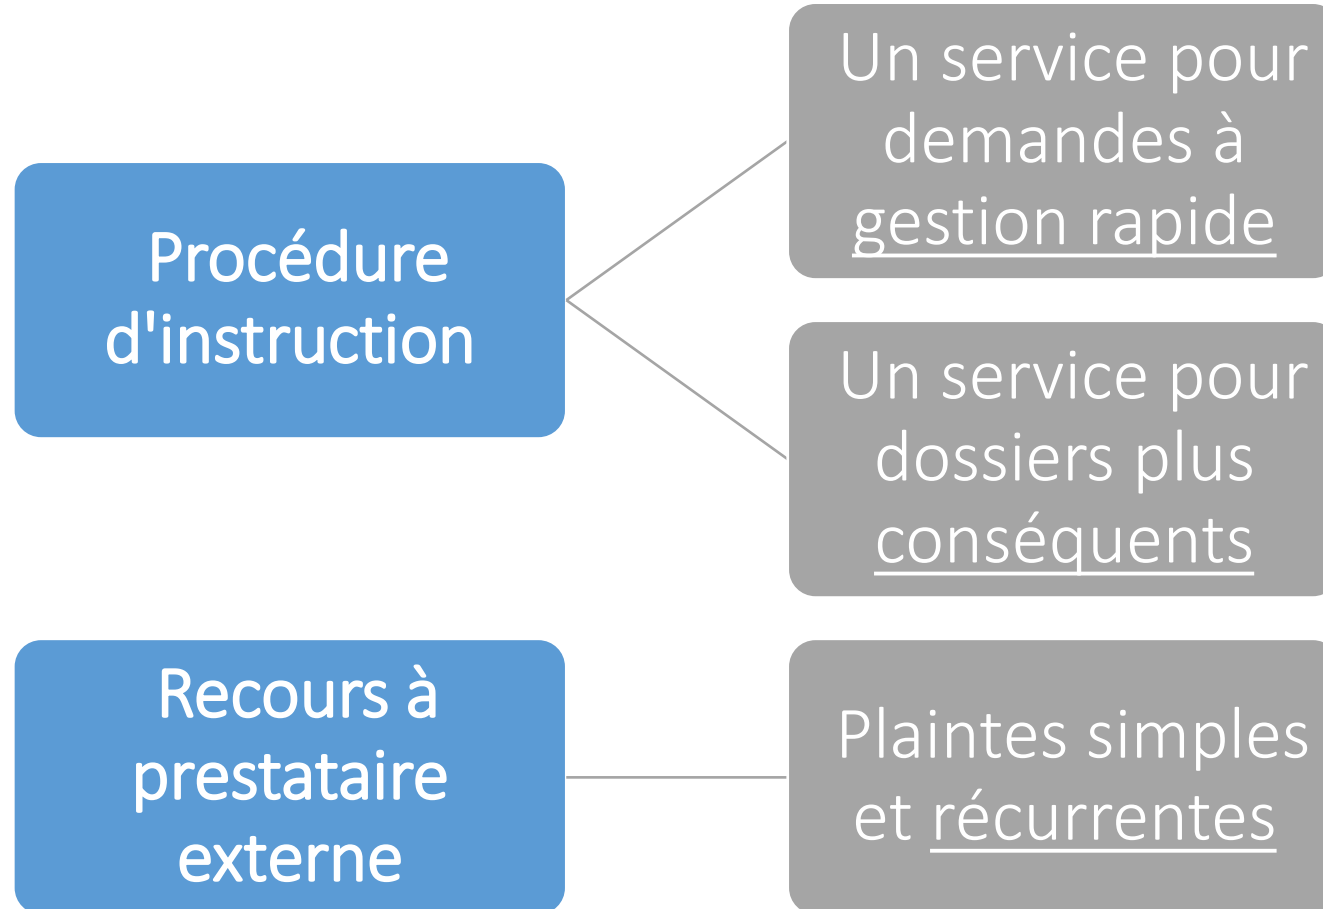 Procédure
d'instruction
Un service pour
demandes à
gestion rapide
Un service pour
dossiers plus
conséquents
Recours à
prestataire
externe
Plaintes simples
et récurrentes